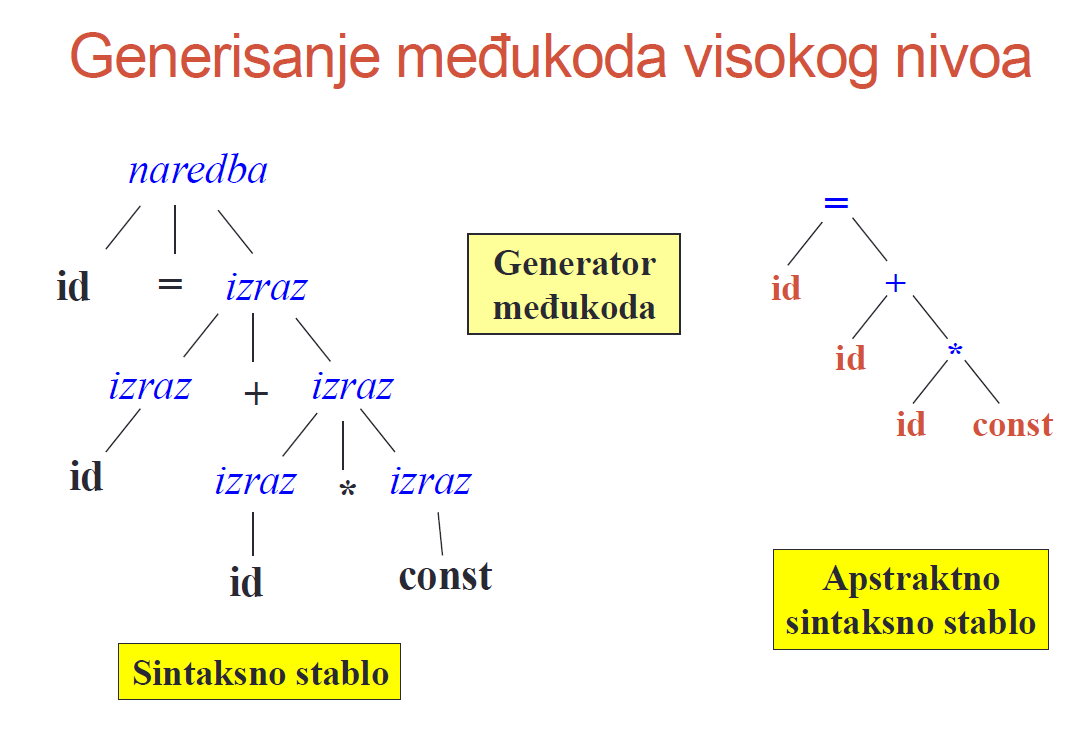 Generisanje međukoda visokog nivoa
naredba
id = izraz
izraz + izraz
id
izraz * izraz
id const
Sintaksno stablo
Generator
međukoda
=
id +
id *
id const
Apstraktno
sintaksno stablo